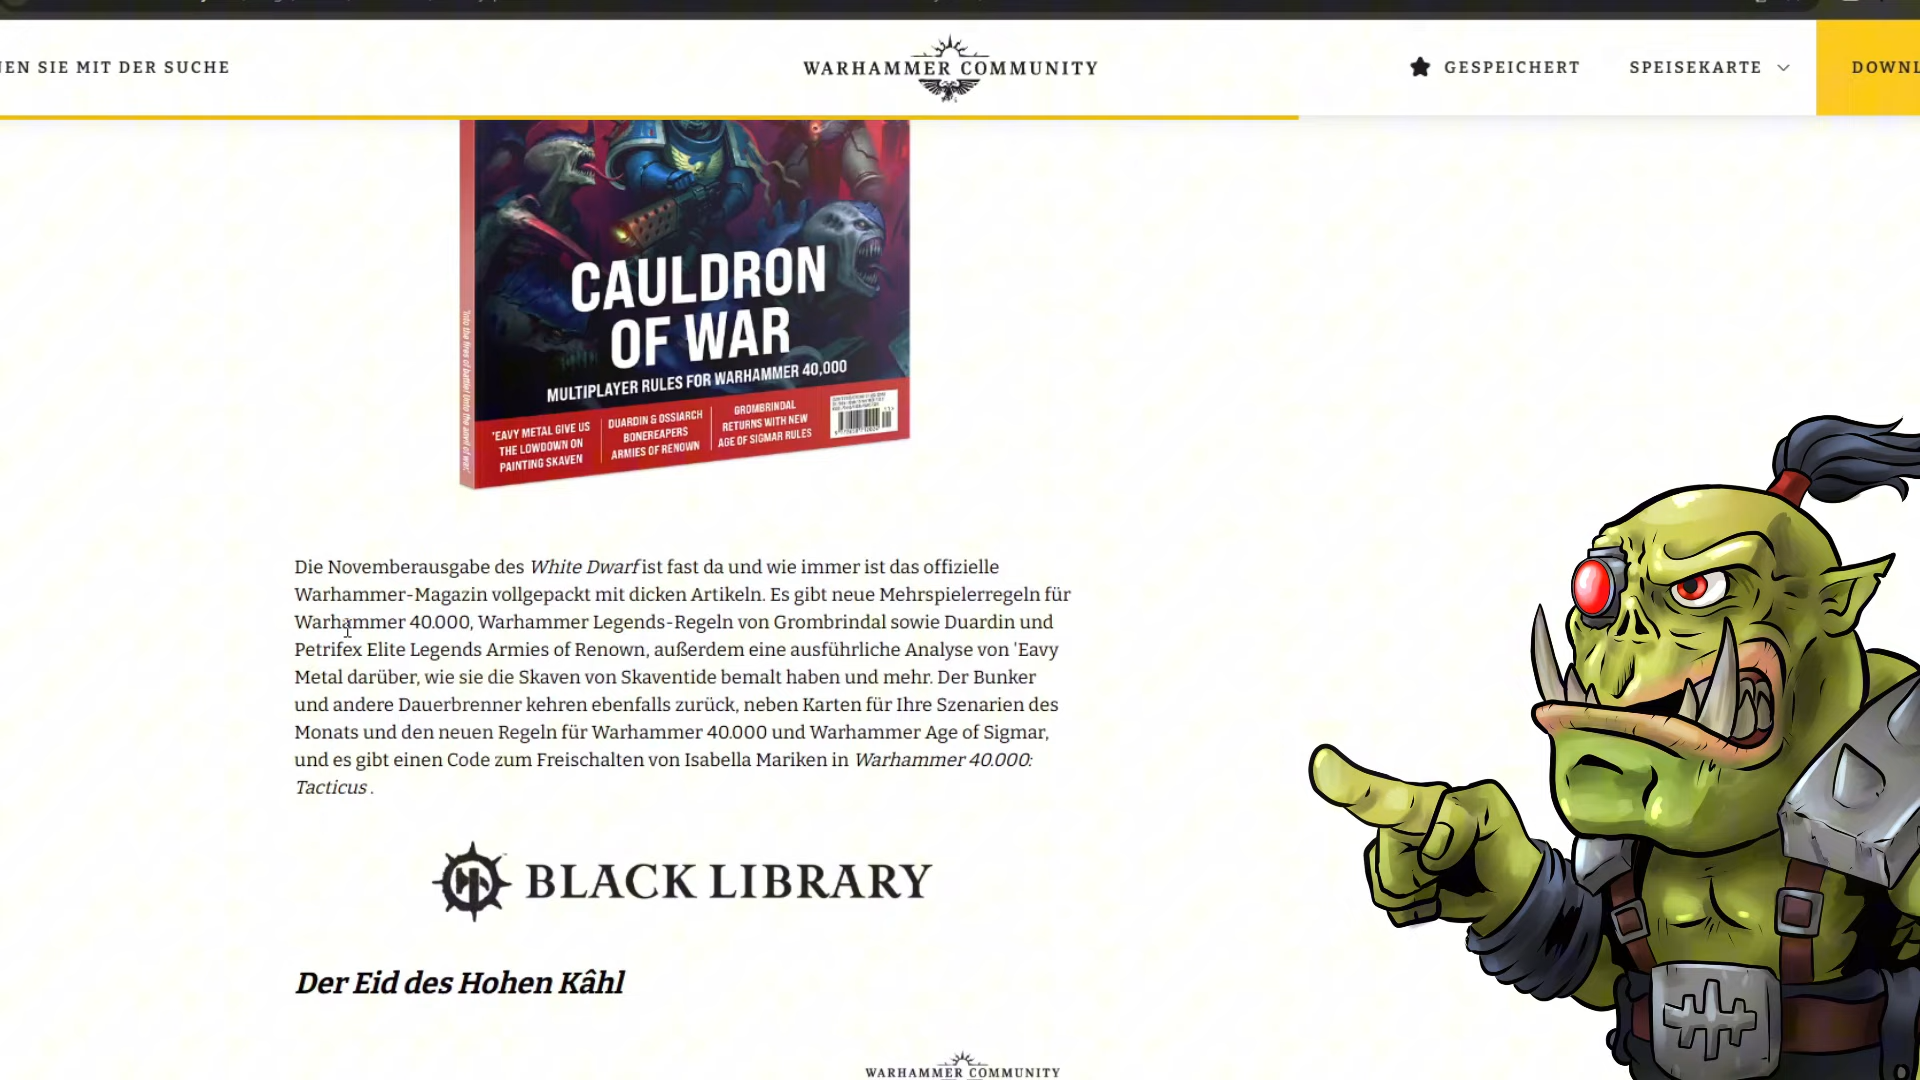 NEN SIE MIT DER SUCHE
WARHAMMER COMMUNITY
GESPEICHERT
SPEISEKARTE
DOWNL
CAULDRON
OF WAR
MULTIPLAYER RULES FOR WARHAMMER 40,000
'EAVY METAL GIVE US
THE LOWDOWN ON
PAINTING SKAVEN
DUARDIN & OSSIARCH
BONEREAPERS
ARMIES OF RENOWN
GROMBRINDAL
RETURNS WITH NEW
AGE OF SIGMAR RULES
Die Novemberausgabe des White Dwarf ist fast da und wie immer ist das offizielle
Warhammer-Magazin vollgepackt mit dicken Artikeln. Es gibt neue Mehrspielerregeln für
Warhammer 40.000, Warhammer Legends-Regeln von Grombrindal sowie Duardin und
Petrifex Elite Legends Armies of Renown, außerdem eine ausführliche Analyse von 'Eavy
Metal darüber, wie sie die Skaven von Skaventide bemalt haben und mehr. Der Bunker
und andere Dauerbrenner kehren ebenfalls zurück, neben Karten für Ihre Szenarien des
Monats und den neuen Regeln für Warhammer 40.000 und Warhammer Age of Sigmar,
und es gibt einen Code zum Freischalten von Isabella Mariken in Warhammer 40.000:
Tacticus .
BLACK LIBRARY
Der Eid des Hohen Kâhl
WARHAMMER COMMUNITY